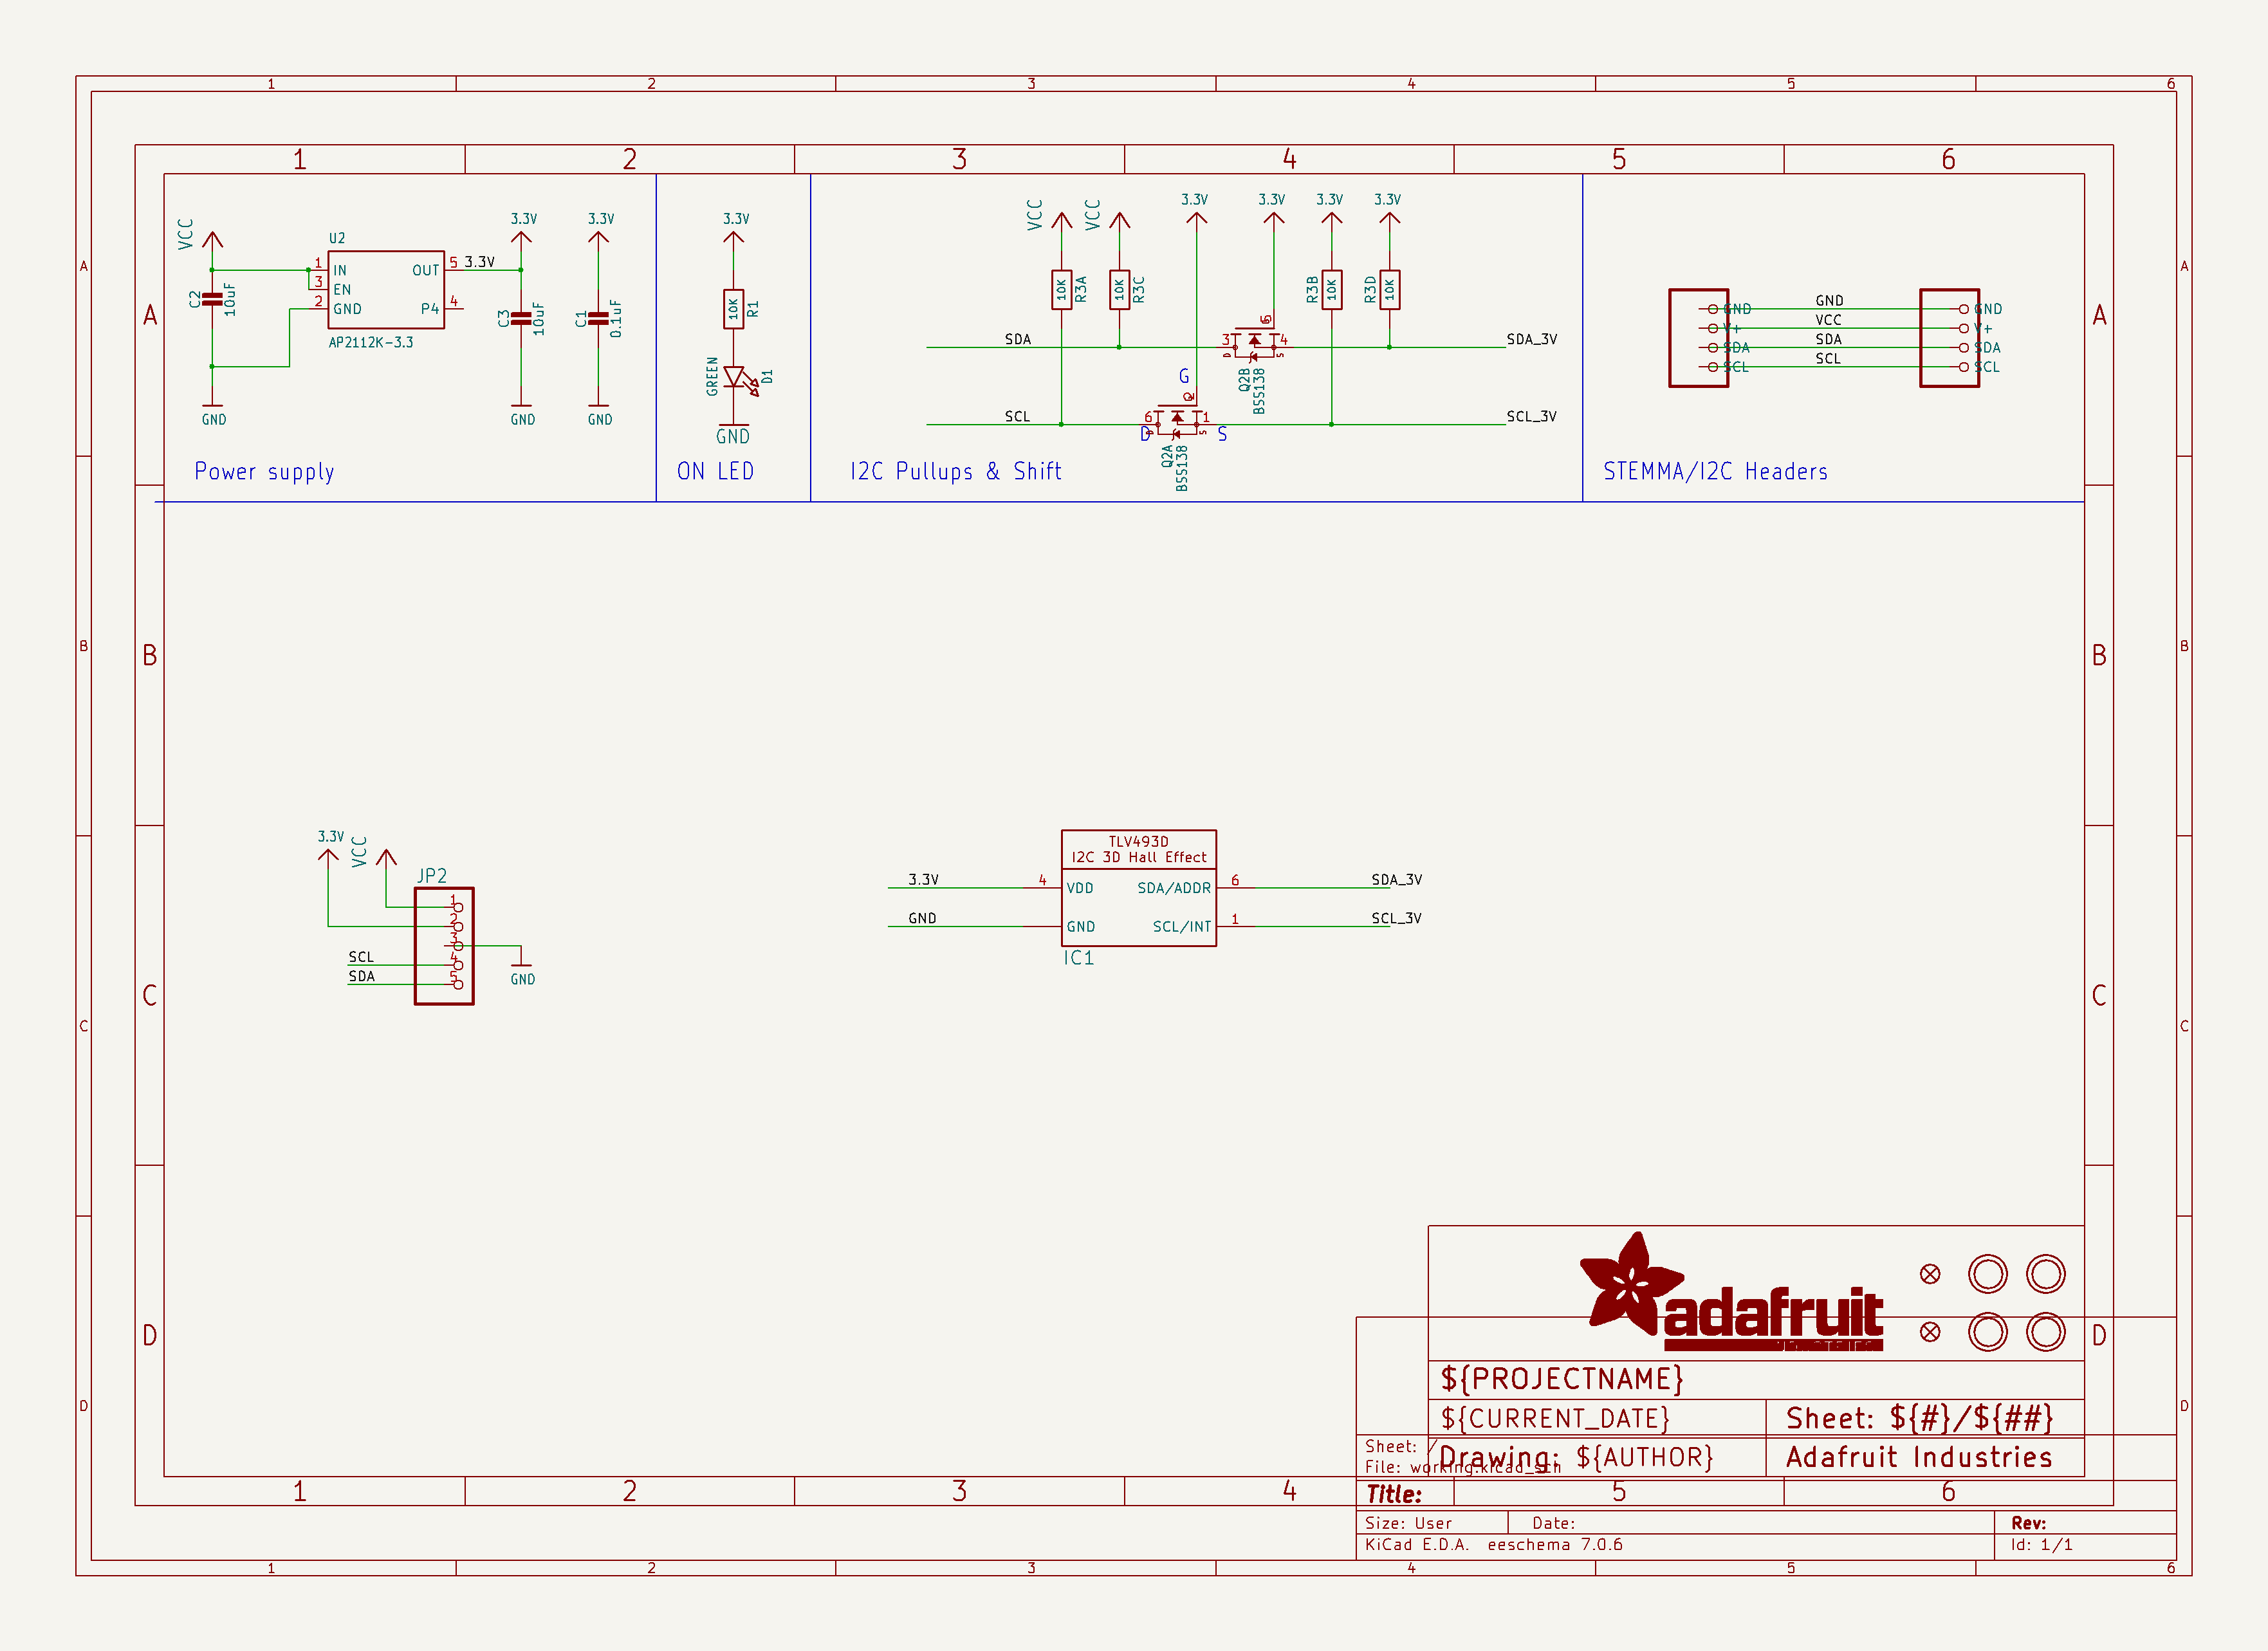 1 2 3 4 5 6
1 2 3 4 5 6
A
A
A
A
VCC
C2
10uF
GND
U2
1 IN OUT 5 3.3V
3 EN
2 GND P4 4
AP2112K-3.3
3.3V
C3
10uF
GND
3.3V
C1
0.1uF
GND
Power supply
3.3V
10K
R1
GREEN
D1
GND
ON LED
VCC VCC 3.3V 3.3V 3.3V 3.3V
10K R3A
10K R3C
R3B 10K
R3D 10K
SDA 3 4 SDA_3V
5
D S
Q2B
BSS138
G
SCL 6 1 SCL_3V
2
D S
D S
Q2A
BSS138
I2C Pullups & Shift
GND GND GND
V+ VCC V+
SDA SDA SDA
SCL SCL SCL
STEMMA/I2C Headers
B
B
B
B
3.3V VCC
JP2
1
2
3
SCL 4
SDA 5
GND
TLV493D
I2C 3D Hall Effect
3.3V 4 VDD SDA/ADDR 6 SDA_3V
GND GND SCL/INT 1 SCL_3V
IC1
C
C
C
C
adafruit
D
D
D
D
${PROJECTNAME}
${CURRENT_DATE} Sheet: ${#}/${##}
Drawing: ${AUTHOR} Adafruit Industries
Sheet: /
File: working.kicad_sch
1 2 3 4 5 6
Title:
Size: User Date: Rev:
KiCad E.D.A. eeschema 7.0.6 Id: 1/1
1 2 3 4 5 6